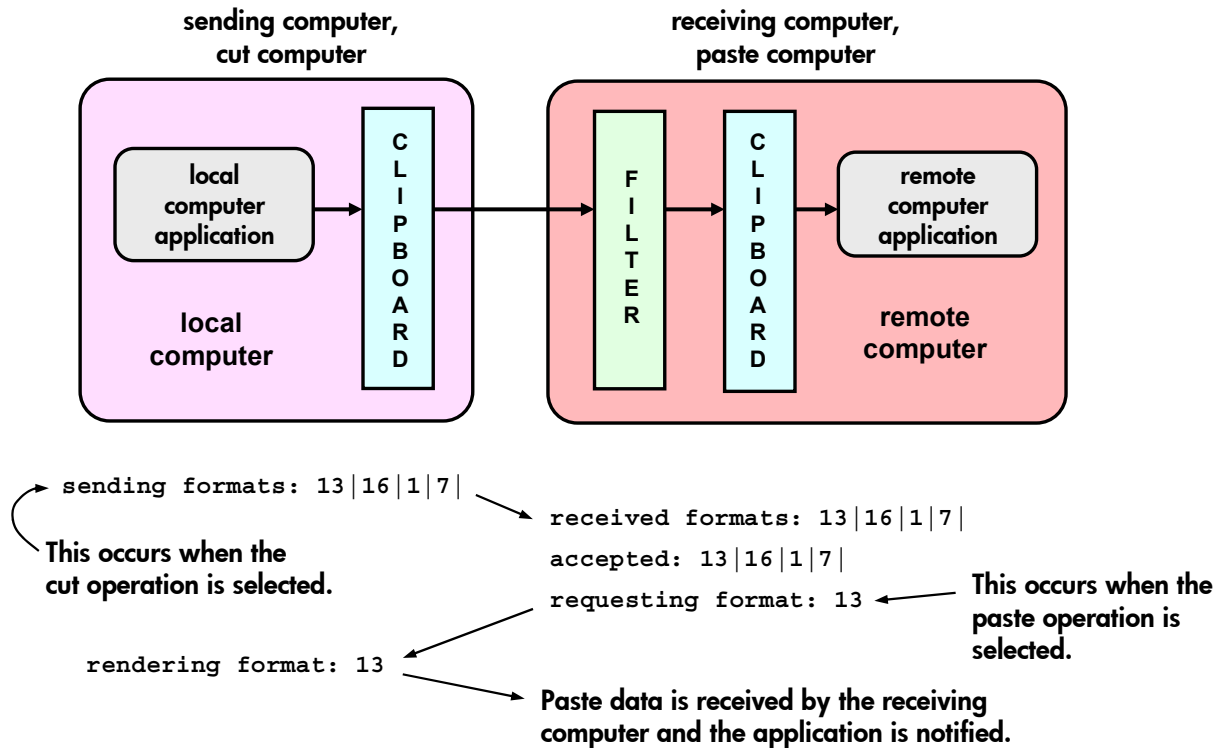 sending computer,
cut computer
receiving computer,
paste computer
local
computer
application
CLIPBOARD
local
computer
FILTER
CLIPBOARD
remote
computer
application
remote
computer
sending formats: 13|16|1|7|
This occurs when the
cut operation is selected.
received formats: 13|16|1|7|
accepted: 13|16|1|7|
requesting format: 13
This occurs when the
paste operation is
selected.
rendering format: 13
Paste data is received by the receiving
computer and the application is notified.